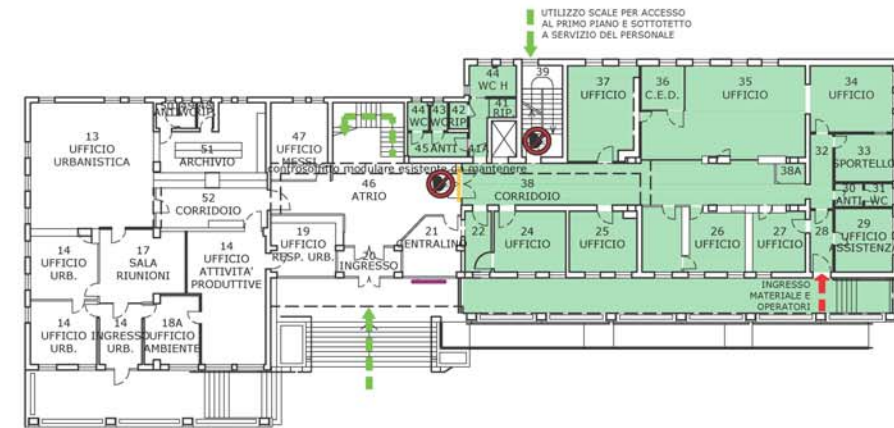 UTILIZZO SCALE PER ACCESSO
AL PRIMO PIANO E SOTTOTETTO
A SERVIZIO DEL PERSONALE
44
WC H
39
37
UFFICIO
36
C.E.D.
35
UFFICIO
34
UFFICIO
13
UFFICIO
URBANISTICA
51
ARCHIVIO
47
UFFICIO
MESSI
44
WC
43
WC
42
RIP.
41
RIP.
45 ANTI
41A
controsoffitto modulare esistente da mantenere
32
33
SPORTELLO
38A
52
CORRIDOIO
46
ATRIO
38
CORRIDOIO
30
ANTI
31
WC
14
UFFICIO
URB.
17
SALA
RIUNIONI
14
UFFICIO
ATTIVITA'
PRODUTTIVE
19
UFFICIO
RESP. URB.
20
INGRESSO
21
CENTRALINO
22
24
UFFICIO
25
UFFICIO
26
UFFICIO
27
UFFICIO
28
29
UFFICIO
ASSISTENZA
14
UFFICIO
URB.
14
INGRESSO
URB.
18A
UFFICIO
AMBIENTE
INGRESSO
MATERIALE E
OPERATORI